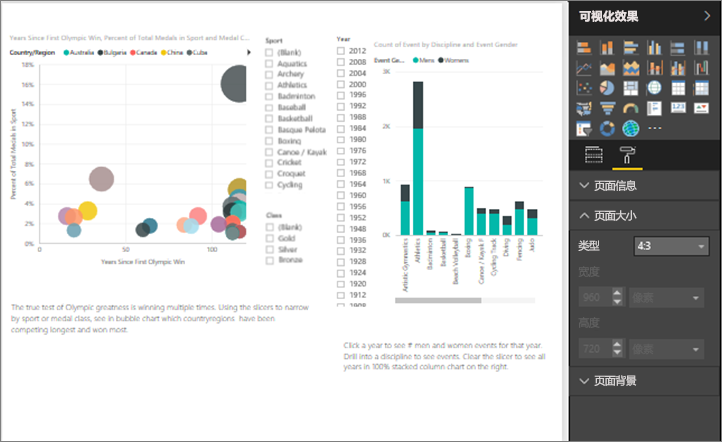 Years Since First Olympic Win, Percent of Total Medals in Sport and Medal C...
Country/Region Australia Bulgaria Canada China Cuba
18%
16%
14%
12%
10%
8%
6%
4%
2%
0%
Percent of Total Medals in Sport
0 50 100
Years Since First Olympic Win
The true test of Olympic greatness is winning multiple times. Using the slicers to narrow
by sport or medal class, see in bubble chart which countryregions have been
competing longest and won most.
Sport
(Blank)
Aquatics
Archery
Athletics
Badminton
Baseball
Basketball
Basque Pelota
Boxing
Canoe / Kayak
Cricket
Croquet
Cycling
Class
(Blank)
Gold
Silver
Bronze
Year
2012
2008
2004
2000
1996
1992
1988
1984
1980
1976
1972
1968
1964
1960
1956
1952
1948
1936
1932
1928
1924
1920
1912
1908
Count of Event by Discipline and Event Gender
Event Ge... Mens Womens
3K
2K
1K
0K
Artistic Gymnastics
Athletics
Badminton
Basketball
Beach Volleyball
Boxing
Canoe / Kayak F
Cycling Track
Diving
Fencing
Judo
Click a year to see # men and women events for that year.
Drill into a discipline to see events. Clear the slicer to see all
years in 100% stacked column chart on the right.
可视化效果
页面信息
页面大小
类型 4:3
宽度
960 像素
高度
720 像素
页面背景